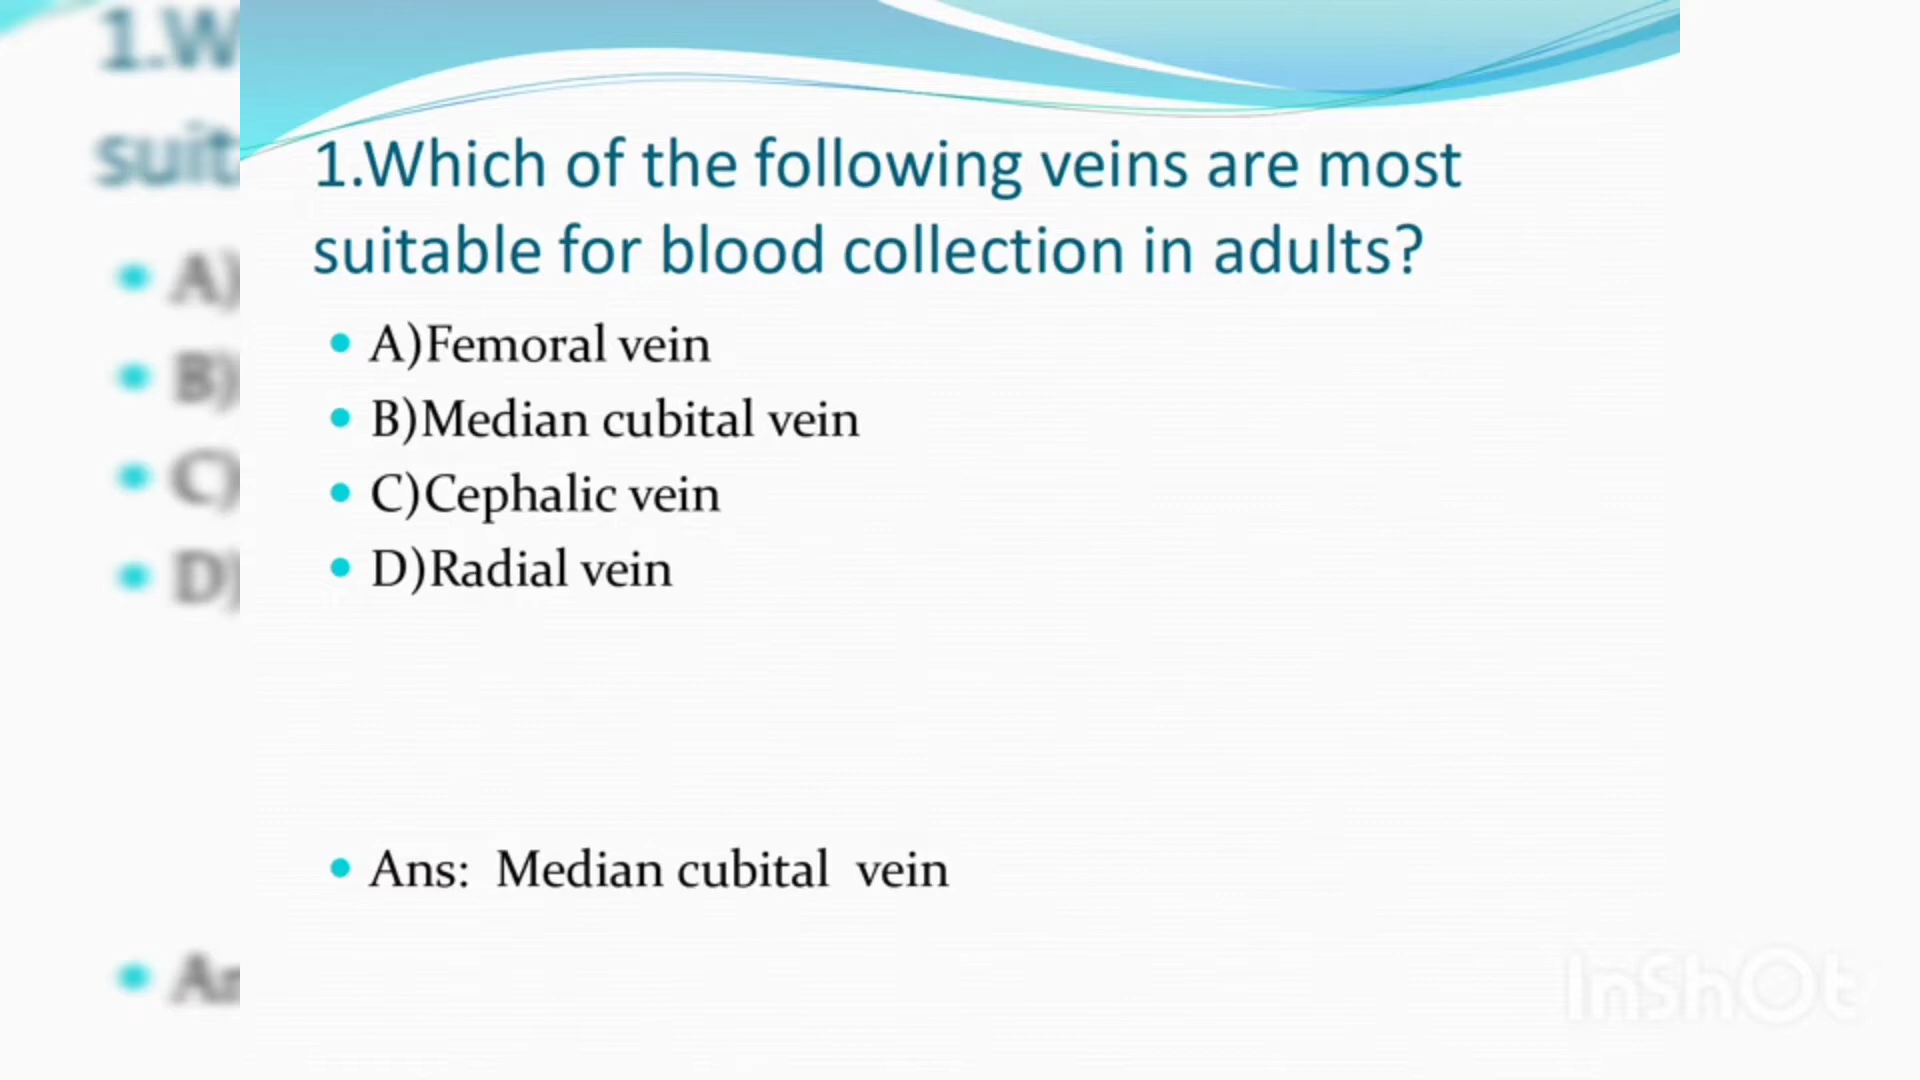 1.Which of the following veins are most
suitable for blood collection in adults?
A)Femoral vein
B)Median cubital vein
C)Cephalic vein
D)Radial vein
Ans: Median cubital vein
InShOt